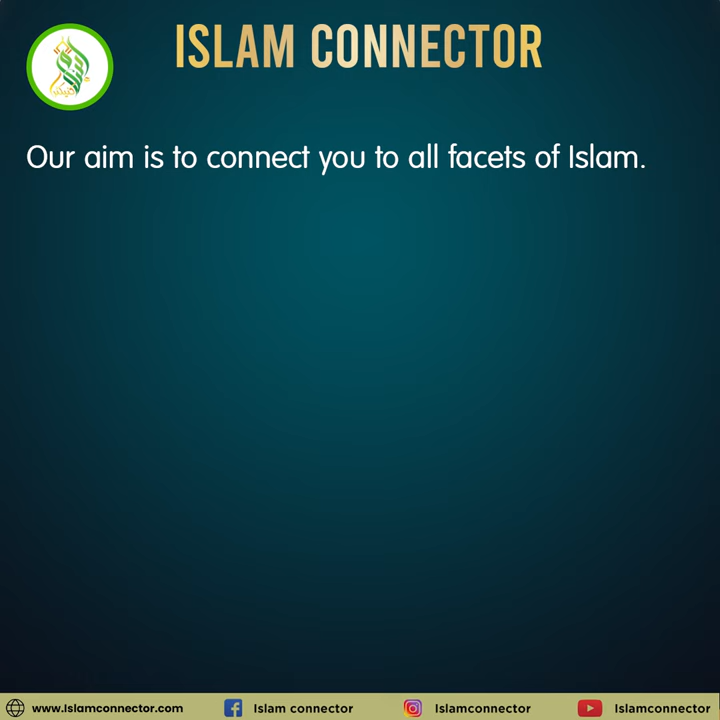 ISLAM CONNECTOR
Our aim is to connect you to all facets of Islam.
www.Islamconnector.com
Islam connector
Islamconnector
Islamconnector